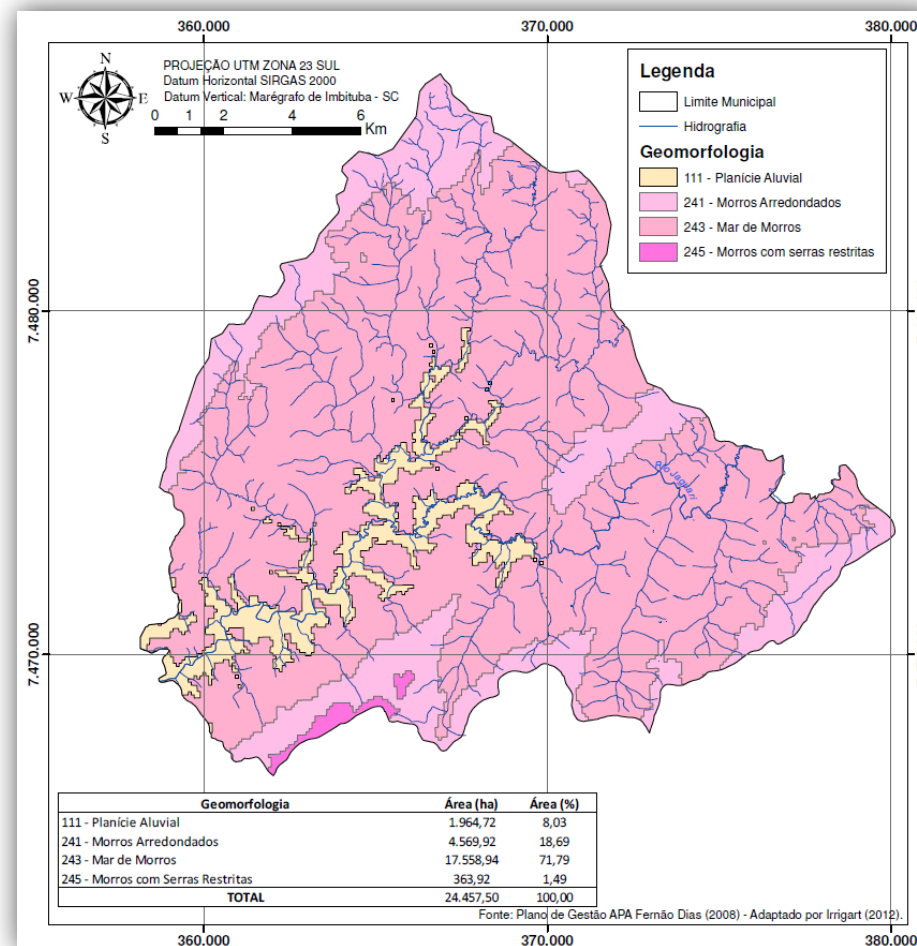 360.000 370.000 380.000
N
W E
S
PROJEÇÃO UTM ZONA 23 SUL
Datum Horizontal SIRGAS 2000
Datum Vertical: Marégrafo de Imbituba - SC
0 1 2 4 6
Km
Legenda
Limite Municipal
Hidrografia
Geomorfologia
111 - Planície Aluvial
241 - Morros Arredondados
243 - Mar de Morros
245 - Morros com serras restritas
7.480.000
Rio Jaguari
7.470.000
Geomorfologia Área (ha) Área (%)
111 - Planície Aluvial 1.964,72 8,03
241 - Morros Arredondados 4.569,92 18,69
243 - Mar de Morros 17.558,94 71,79
245 - Morros com Serras Restritas 363,92 1,49
TOTAL 24.457,50 100,00
Fonte: Plano de Gestão APA Fernão Dias (2008) - Adaptado por Irrigart (2012).
360.000 370.000 380.000